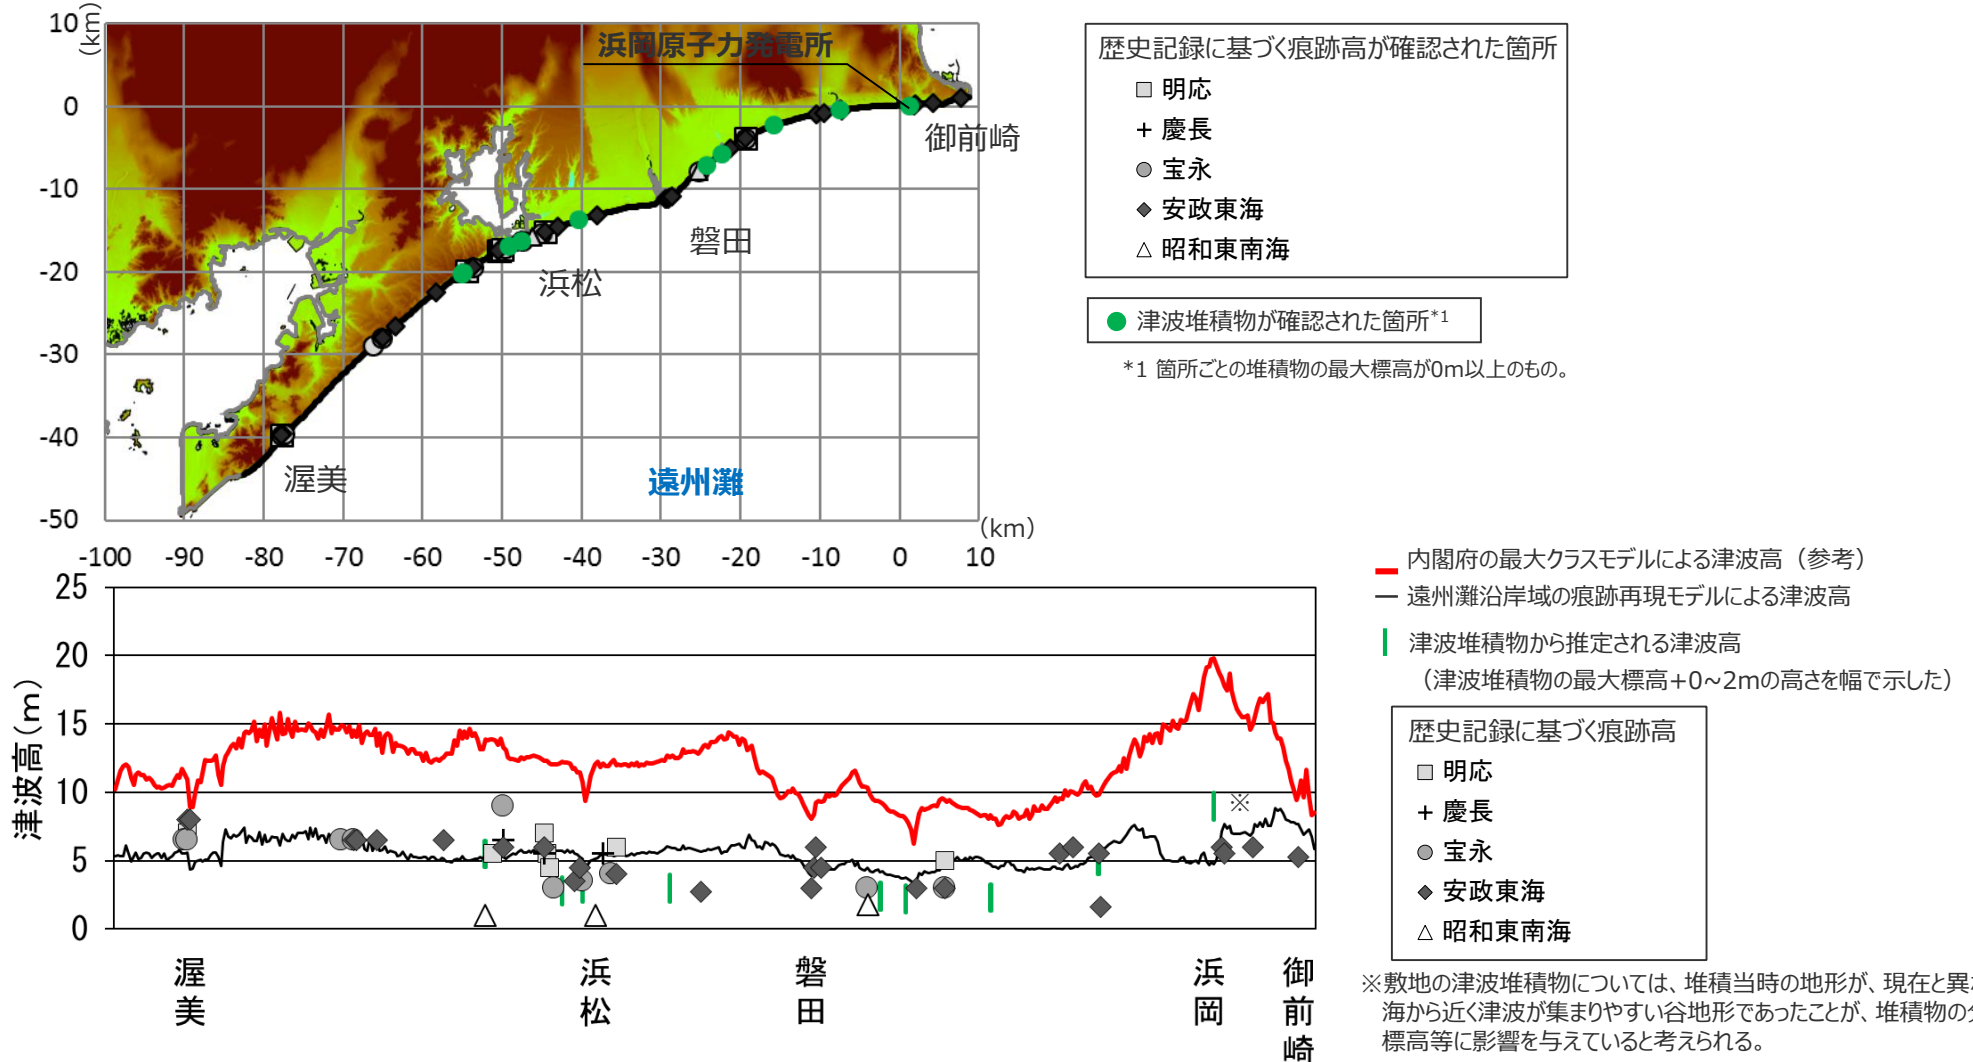 10
0
-10
-20
-30
-40
-50
(km)
浜岡原子力発電所
御前崎
磐田
浜松
渥美
遠州灘
(km)
-100 -90 -80 -70 -60 -50 -40 -30 -20 -10 0 10
歴史記録に基づく痕跡高が確認された箇所
明応
慶長
宝永
安政東海
昭和東南海
津波堆積物が確認された箇所*1
*1 箇所ごとの堆積物の最大標高が0m以上のもの。
津波高(m)
25
20
15
10
5
0
※
渥美
浜松
磐田
浜岡
御前崎
内閣府の最大クラスモデルによる津波高（参考）
遠州灘沿岸域の痕跡再現モデルによる津波高
津波堆積物から推定される津波高
（津波堆積物の最大標高+0~2mの高さを幅で示した）
歴史記録に基づく痕跡高
明応
慶長
宝永
安政東海
昭和東南海
※敷地の津波堆積物については、堆積当時の地形が、現在と異
海から近く津波が集まりやすい谷地形であったことが、堆積物の
標高等に影響を与えていると考えられる。